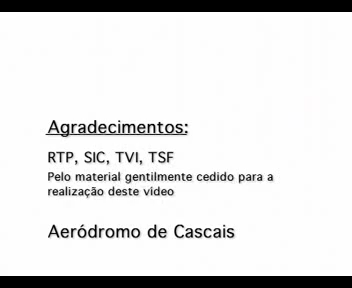 Agradecimentos:
RTP, SIC, TVI, TSF
Pelo material gentilmente cedido para a
realização deste vídeo
Aeródromo de Cascais